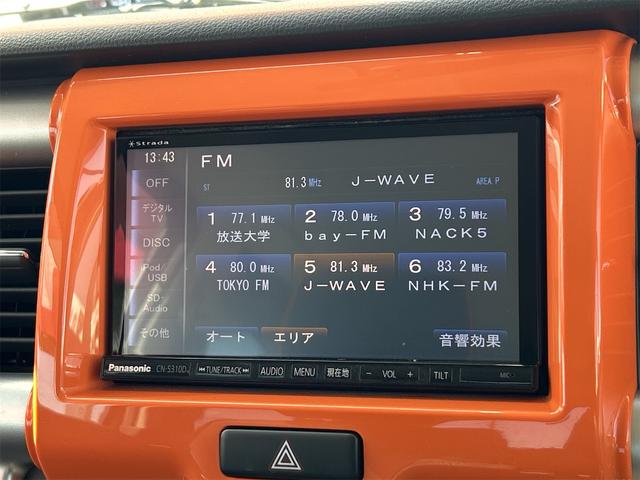 Strada
13:43
FM
OFF
ST 81.3 MHz J-WAVE AREA P
デジタル
TV
1 77.1 MHz 放送大学
2 78.0 MHz bay-FM
3 79.5 MHz NACK5
DISC
Pod/
USB
4 80.0 MHz TOKYO FM
5 81.3 MHz J-WAVE
6 83.2 MHz NHK-FM
SD-
Audio
その他
オート
エリア
音響効果
Panasonic CN-S310D TUNE/TRACK AUDIO MENU 現在地 - VOL + TILT MIC